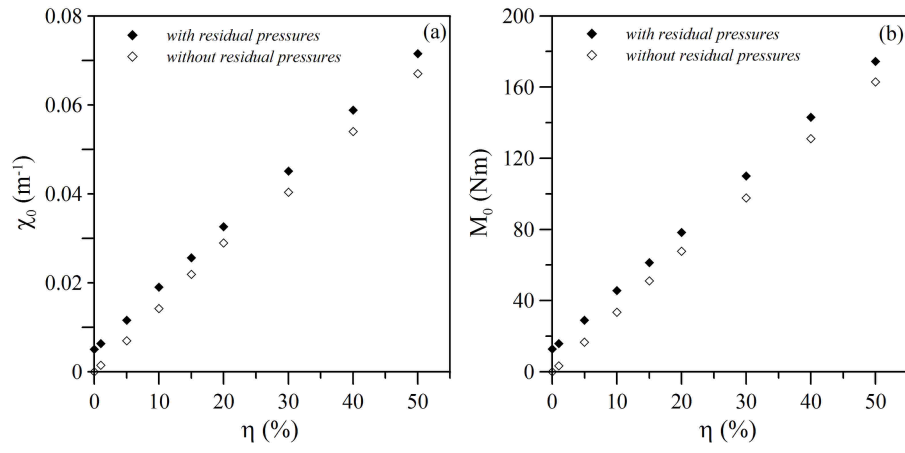 (a)
with residual pressures
without residual pressures
0.08
0.06
0.04
0.02
0
χ₀ (m⁻¹)
0 10 20 30 40 50
η (%)
(b)
with residual pressures
without residual pressures
200
160
120
80
40
0
M₀ (Nm)
0 10 20 30 40 50
η (%)